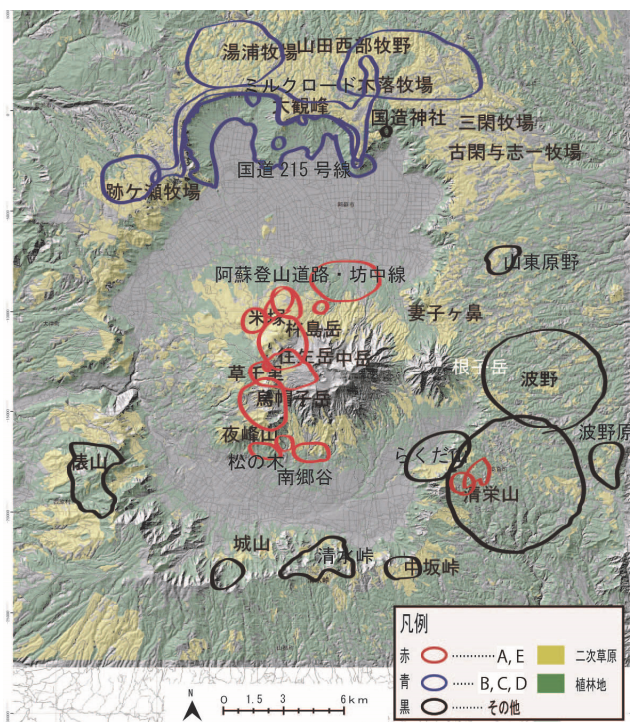 湯浦牧場
山田西部牧野
ミルクロード木落牧場
大観峰
国造神社
三閑牧場
古閑与志一牧場
国道215号線
跡ケ瀬牧場
山東原野
阿蘇登山道路・坊中線
米塚
杵島岳
妻子ヶ鼻
往生岳中岳
根子岳
草千里
波野
烏帽子岳
夜峰山
波野原
俵山
松の木
らくだ山
南郷谷
清栄山
城山
清水峠
中坂峠
凡例
赤 ………… A, E 二次草原
青 ………… B, C, D 植林地
黒 ………… その他
N
0 1.5 3 6 km